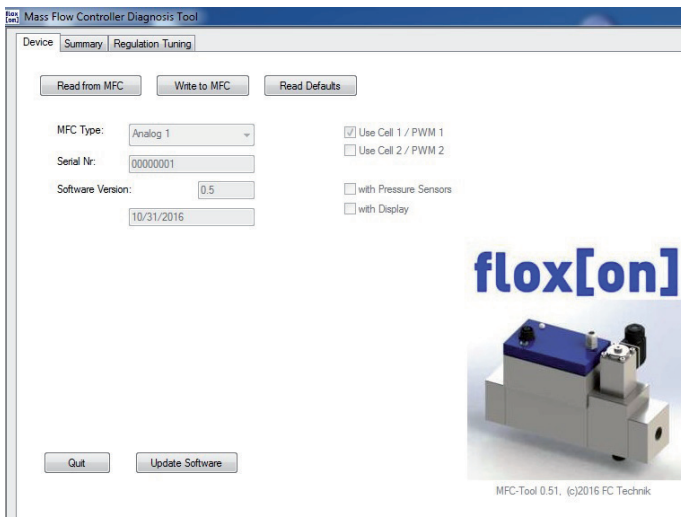 flox [on] Mass Flow Controller Diagnosis Tool
Device Summary Regulation Tuning
Read from MFC Write to MFC Read Defaults
MFC Type: Analog 1
Use Cell 1 / PWM 1
Use Cell 2 / PWM 2
Serial Nr: 00000001
Software Version: 0.5
with Pressure Sensors
10/31/2016
with Display
flox[on]
Quit Update Software
MFC-Tool 0.51, (c)2016 FC Technik